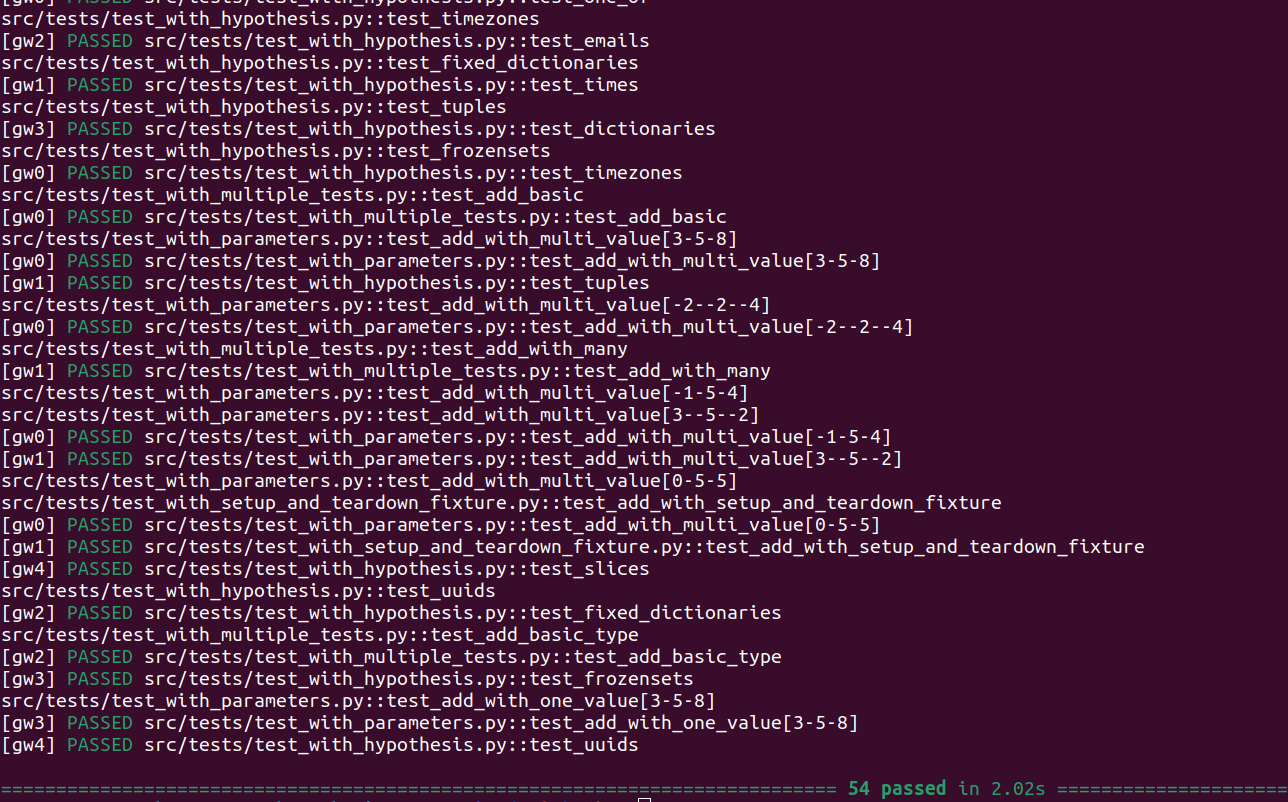 [gw0] PASSED src/tests/test_with_hypothesis.py::test_one_of
src/tests/test_with_hypothesis.py::test_timezones
[gw2] PASSED src/tests/test_with_hypothesis.py::test_emails
src/tests/test_with_hypothesis.py::test_fixed_dictionaries
[gw1] PASSED src/tests/test_with_hypothesis.py::test_times
src/tests/test_with_hypothesis.py::test_tuples
[gw3] PASSED src/tests/test_with_hypothesis.py::test_dictionaries
src/tests/test_with_hypothesis.py::test_frozensets
[gw0] PASSED src/tests/test_with_hypothesis.py::test_timezones
src/tests/test_with_multiple_tests.py::test_add_basic
[gw0] PASSED src/tests/test_with_multiple_tests.py::test_add_basic
src/tests/test_with_parameters.py::test_add_with_multi_value[3-5-8]
[gw0] PASSED src/tests/test_with_parameters.py::test_add_with_multi_value[3-5-8]
[gw1] PASSED src/tests/test_with_hypothesis.py::test_tuples
src/tests/test_with_parameters.py::test_add_with_multi_value[-2--2--4]
[gw0] PASSED src/tests/test_with_parameters.py::test_add_with_multi_value[-2--2--4]
src/tests/test_with_multiple_tests.py::test_add_with_many
[gw1] PASSED src/tests/test_with_multiple_tests.py::test_add_with_many
src/tests/test_with_parameters.py::test_add_with_multi_value[-1-5-4]
src/tests/test_with_parameters.py::test_add_with_multi_value[3--5--2]
[gw0] PASSED src/tests/test_with_parameters.py::test_add_with_multi_value[-1-5-4]
[gw1] PASSED src/tests/test_with_parameters.py::test_add_with_multi_value[3--5--2]
src/tests/test_with_parameters.py::test_add_with_multi_value[0-5-5]
src/tests/test_with_setup_and_teardown_fixture.py::test_add_with_setup_and_teardown_fixture
[gw0] PASSED src/tests/test_with_parameters.py::test_add_with_multi_value[0-5-5]
[gw1] PASSED src/tests/test_with_setup_and_teardown_fixture.py::test_add_with_setup_and_teardown_fixture
[gw4] PASSED src/tests/test_with_hypothesis.py::test_slices
src/tests/test_with_hypothesis.py::test_uuids
[gw2] PASSED src/tests/test_with_hypothesis.py::test_fixed_dictionaries
src/tests/test_with_multiple_tests.py::test_add_basic_type
[gw2] PASSED src/tests/test_with_multiple_tests.py::test_add_basic_type
[gw3] PASSED src/tests/test_with_hypothesis.py::test_frozensets
src/tests/test_with_parameters.py::test_add_with_one_value[3-5-8]
[gw3] PASSED src/tests/test_with_parameters.py::test_add_with_one_value[3-5-8]
[gw4] PASSED src/tests/test_with_hypothesis.py::test_uuids
============================================================================ 54 passed in 2.02s =====================